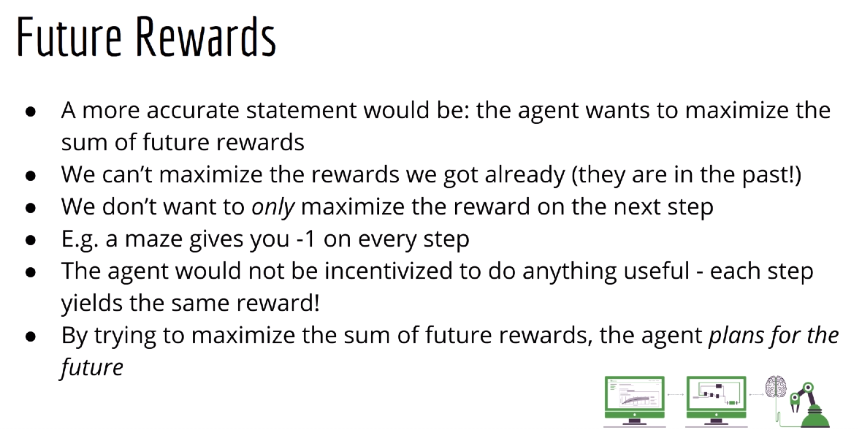 Future Rewards
● A more accurate statement would be: the agent wants to maximize the
sum of future rewards
● We can't maximize the rewards we got already (they are in the past!)
● We don't want to only maximize the reward on the next step
● E.g. a maze gives you -1 on every step
● The agent would not be incentivized to do anything useful - each step
yields the same reward!
● By trying to maximize the sum of future rewards, the agent plans for the
future